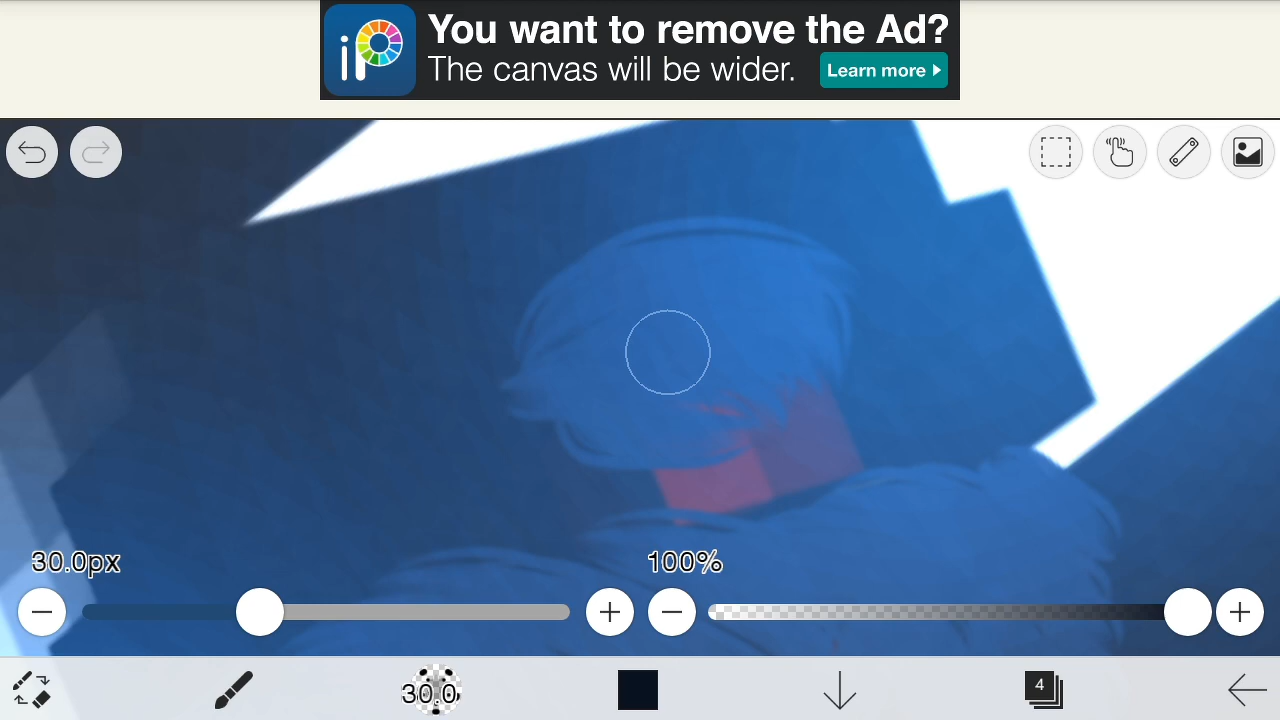 iP
You want to remove the Ad?
The canvas will be wider.
Learn more
30.0px
100%
30.0
4